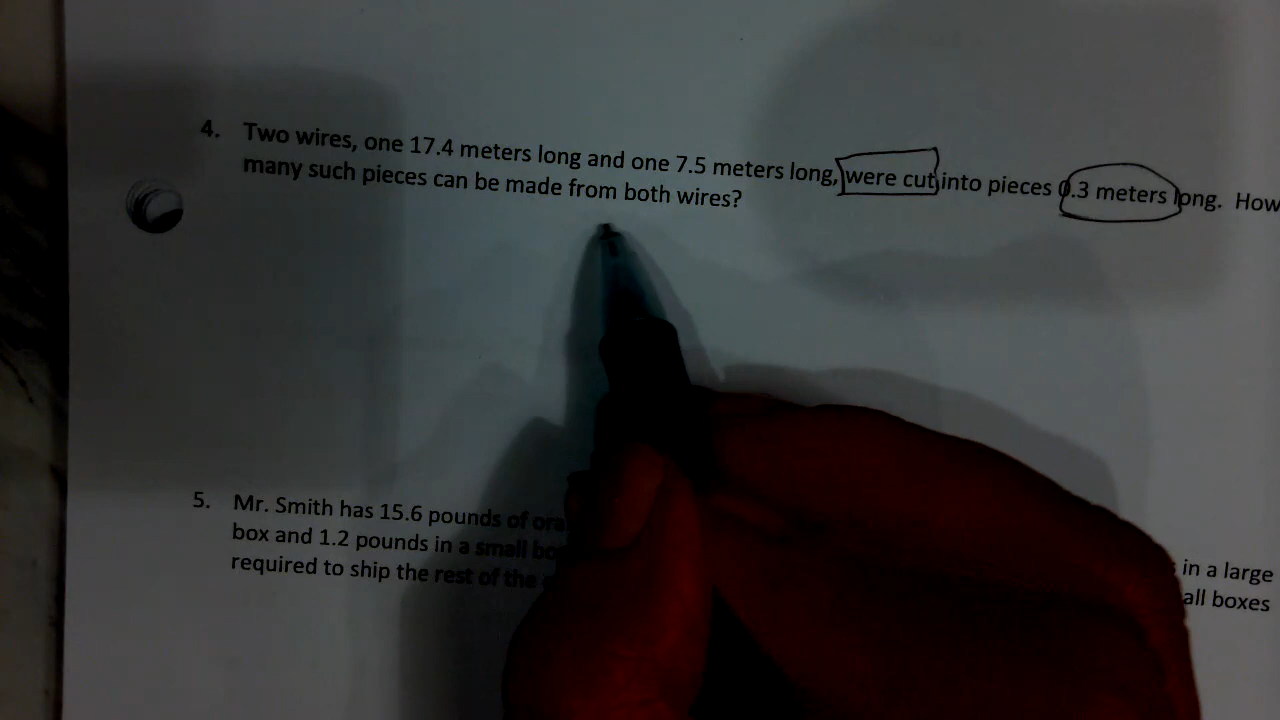 4. Two wires, one 17.4 meters long and one 7.5 meters long, were cut into pieces 0.3 meters long. How
many such pieces can be made from both wires?
5. Mr. Smith has 15.6 pounds of in a large
box and 1.2 pounds in a small all boxes
required to ship the rest of the